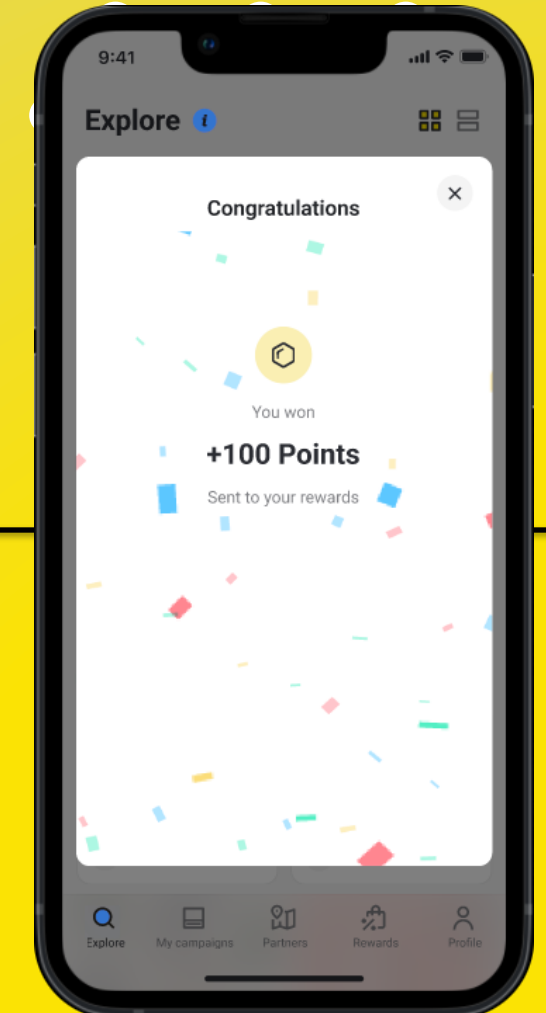 9:41
Explore i
Congratulations
You won
+100 Points
Sent to your rewards
Explore
My campaigns
Partners
Rewards
Profile